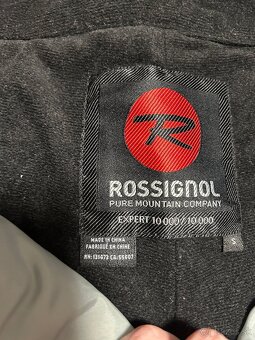 ROSSIGNOL
PURE MOUNTAIN COMPANY
EXPERT 10 000 / 10 000
S
MADE IN CHINA
FABRIQUÉ EN CHINE